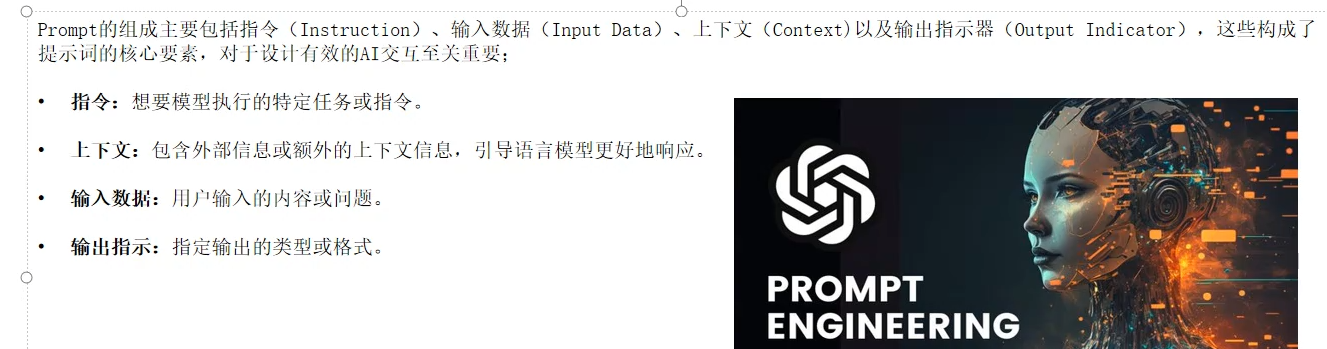 Prompt的组成主要包括指令（Instruction）、输入数据（Input Data）、上下文（Context)以及输出指示器（Output Indicator），这些构成了
提示词的核心要素，对于设计有效的AI交互至关重要；
• 指令：想要模型执行的特定任务或指令。
• 上下文：包含外部信息或额外的上下文信息，引导语言模型更好地响应。
• 输入数据：用户输入的内容或问题。
• 输出指示：指定输出的类型或格式。
PROMPT
ENGINEERING